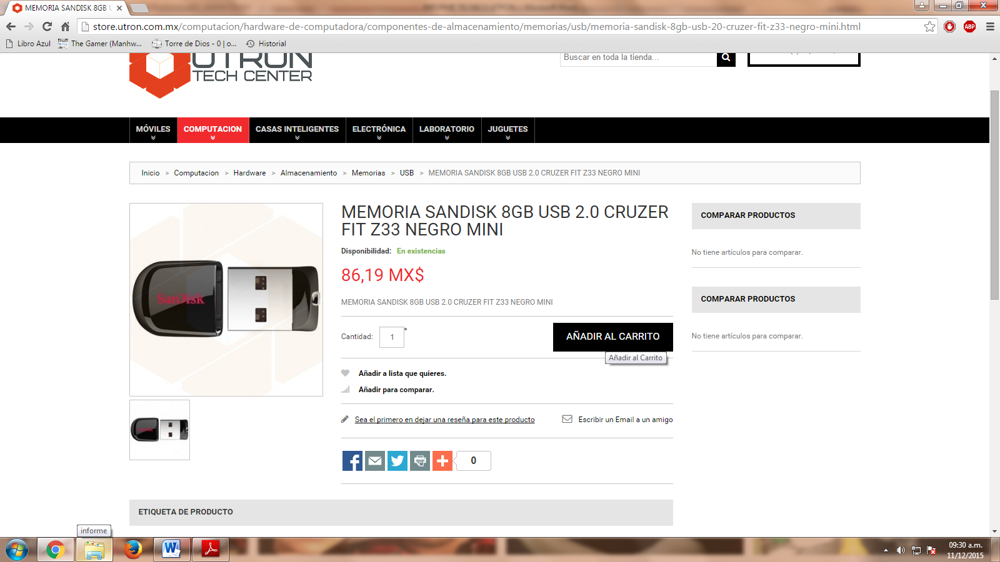 MEMORIA SANDISK 8GB U
store.utron.com.mx/computacion/hardware-de-computadora/componentes-de-almacenamiento/memorias/usb/memoria-sandisk-8gb-usb-20-cruzer-fit-z33-negro-mini.html
ABP
Libro Azul The Gamer (Manhw... Torre de Dios - 0 | o... Historial
UTRON
TECH CENTER
Buscar en toda la tienda...
MÓVILES COMPUTACION CASAS INTELIGENTES ELECTRÓNICA LABORATORIO JUGUETES
Inicio > Computacion > Hardware > Almacenamiento > Memorias > USB > MEMORIA SANDISK 8GB USB 2.0 CRUZER FIT Z33 NEGRO MINI
SanDisk
MEMORIA SANDISK 8GB USB 2.0 CRUZER
FIT Z33 NEGRO MINI
Disponibilidad: En existencias
86,19 MX$
MEMORIA SANDISK 8GB USB 2.0 CRUZER FIT Z33 NEGRO MINI
Cantidad: 1 *
AÑADIR AL CARRITO
Añadir al Carrito
Añadir a lista que quieres.
Añadir para comparar.
Sea el primero en dejar una reseña para este producto
Escribir un Email a un amigo
0
ETIQUETA DE PRODUCTO
COMPARAR PRODUCTOS
No tiene artículos para comparar.
COMPARAR PRODUCTOS
No tiene artículos para comparar.
informe
09:30 a.m.
11/12/2015